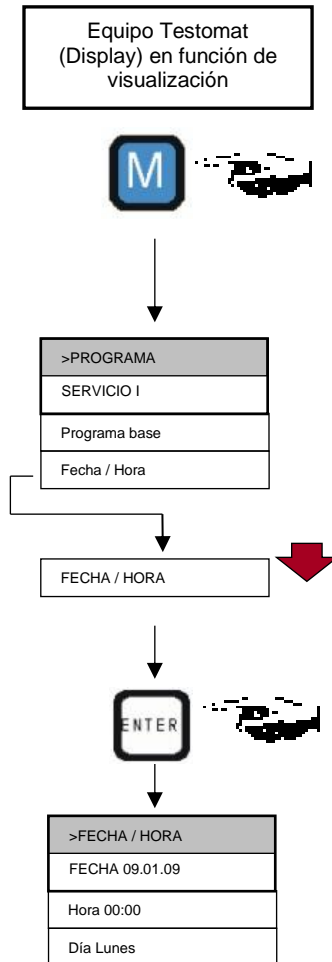 Equipo Testomat
(Display) en función de
visualización
M
>PROGRAMA
SERVICIO I
Programa base
Fecha / Hora
FECHA / HORA
ENTER
>FECHA / HORA
FECHA 09.01.09
Hora 00:00
Día Lunes